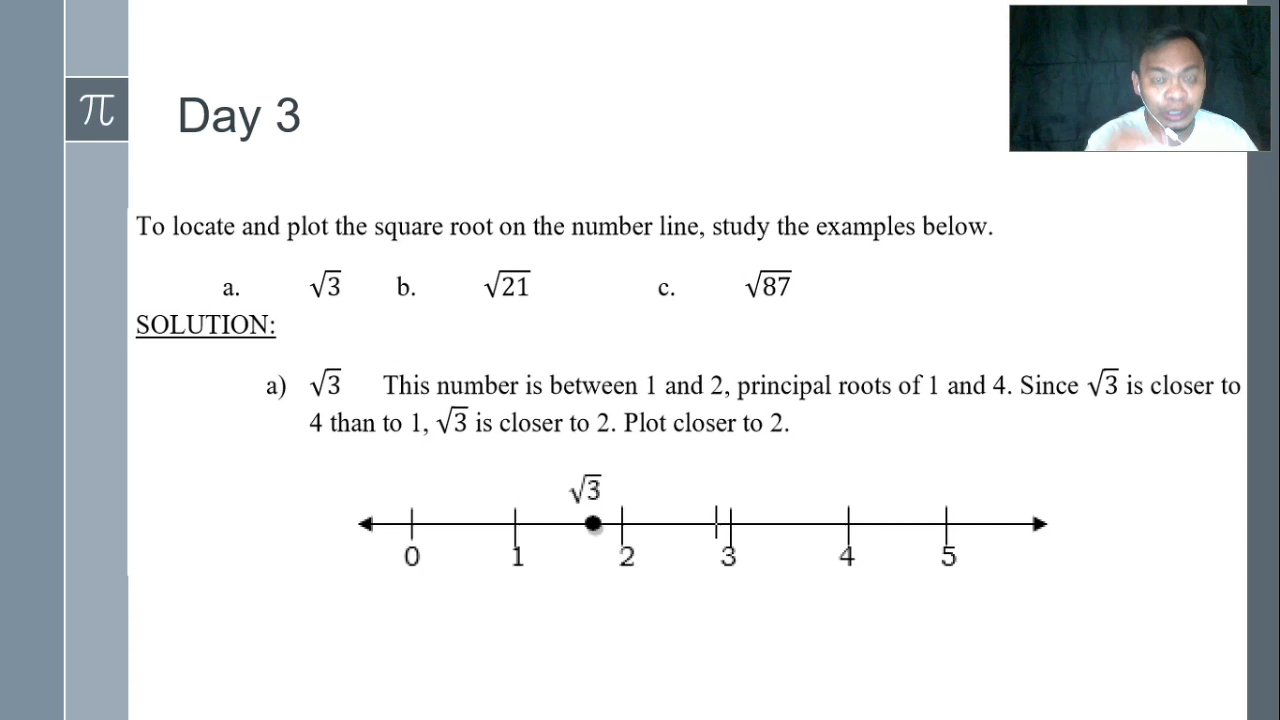 π
Day 3
To locate and plot the square root on the number line, study the examples below.
a. √3 b. √21 c. √87
SOLUTION:
a) √3 This number is between 1 and 2, principal roots of 1 and 4. Since √3 is closer to
4 than to 1, √3 is closer to 2. Plot closer to 2.
√3
0 1 2 3 4 5